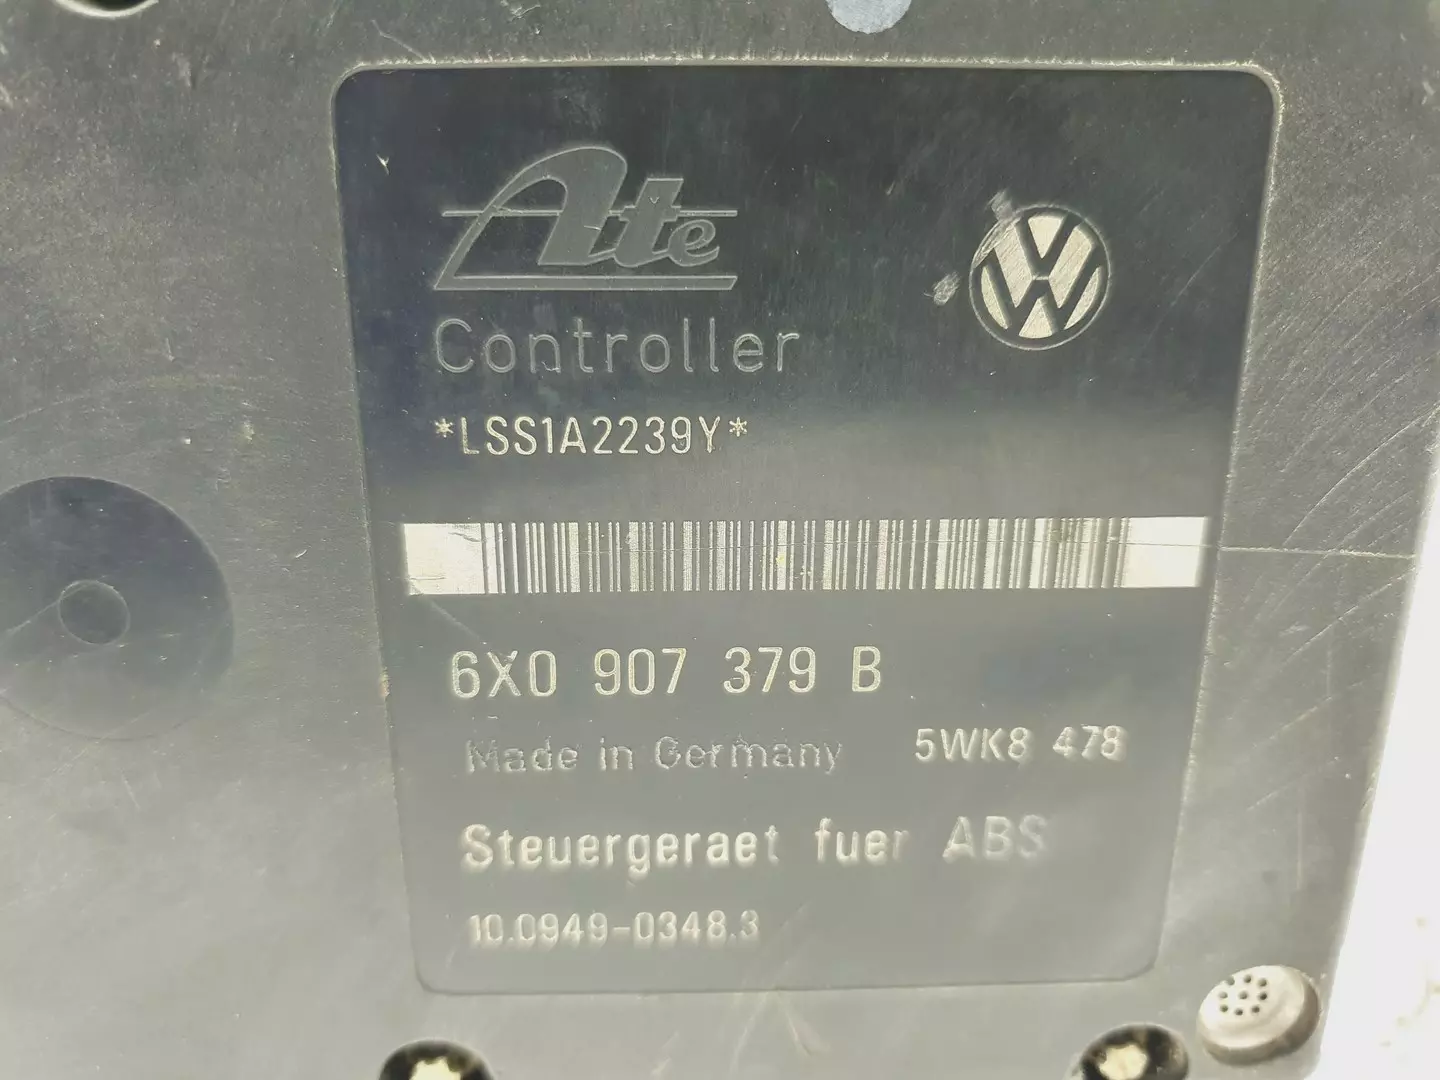 Ate
Controller
*LSS1A2239Y*
6X0 907 379 B
Made in Germany 5WK8 478
Steuergeraet fuer ABS
10.0949-0348.3